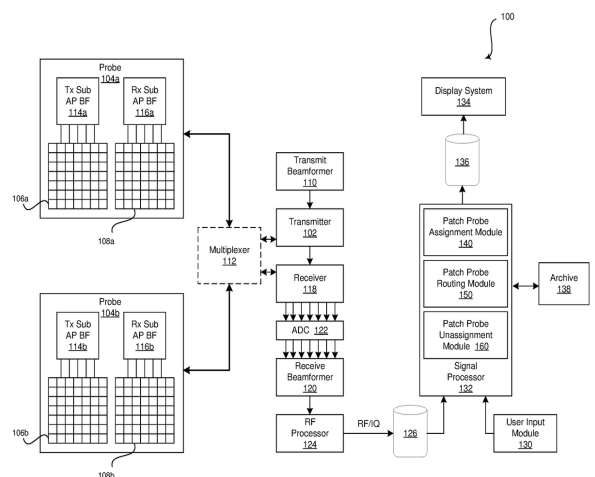 100
Probe
104a
Tx Sub
AP BF
114a
Rx Sub
AP BF
116a
106a
108a
Probe
104b
Tx Sub
AP BF
114b
Rx Sub
AP BF
116b
106b
108b
Multiplexer
112
Transmit
Beamformer
110
Transmitter
102
Receiver
118
ADC 122
Receive
Beamformer
120
RF
Processor
124
RF/IQ
126
Display System
134
136
Patch Probe
Assignment Module
140
Patch Probe
Routing Module
150
Patch Probe
Unassignment
Module 160
Signal
Processor
132
Archive
138
User Input
Module
130